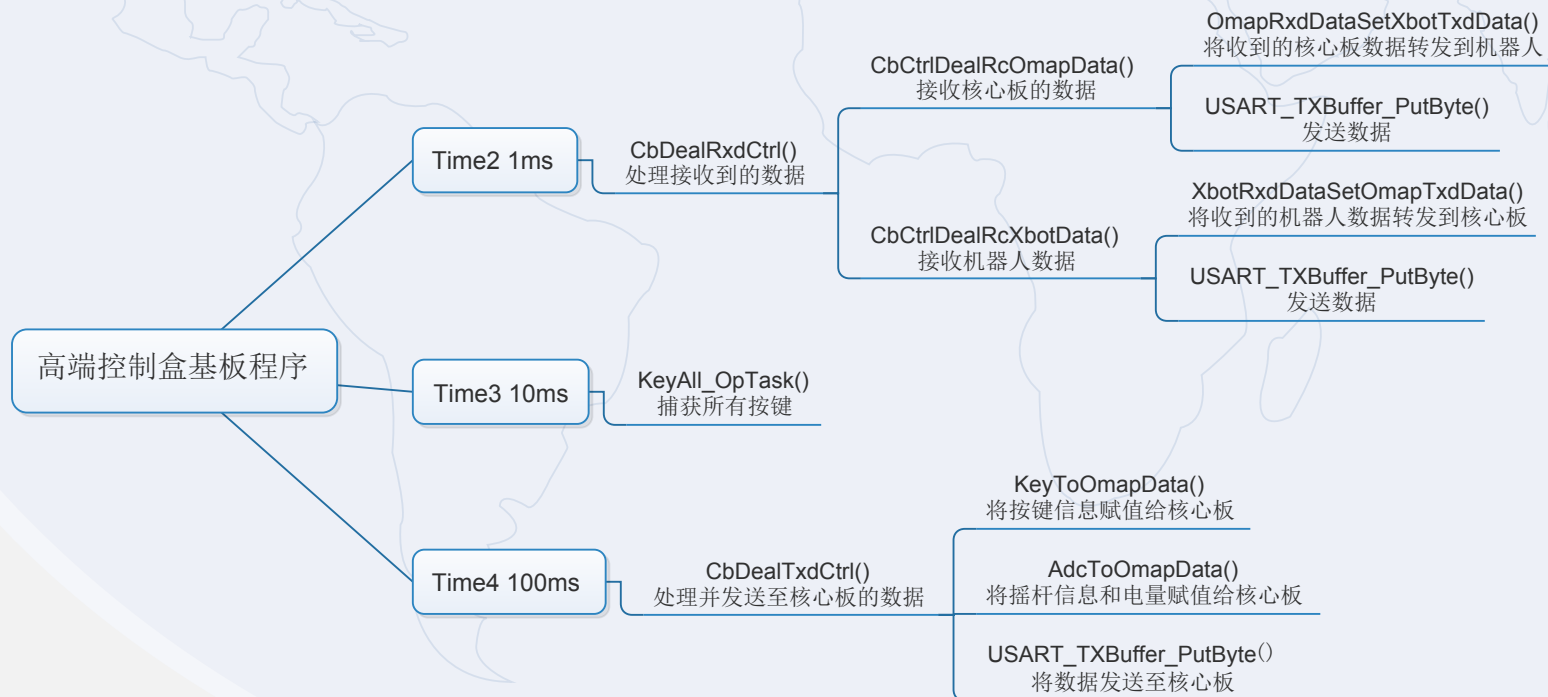 高端控制盒基板程序
Time2 1ms
CbDealRxdCtrl()
处理接收到的数据
CbCtrlDealRcOmapData()
接收核心板的数据
OmapRxdDataSetXbotTxdData()
将收到的核心板数据转发到机器人
USART_TXBuffer_PutByte()
发送数据
CbCtrlDealRcXbotData()
接收机器人数据
XbotRxdDataSetOmapTxdData()
将收到的机器人数据转发到核心板
USART_TXBuffer_PutByte()
发送数据
Time3 10ms
KeyAll_OpTask()
捕获所有按键
Time4 100ms
CbDealTxdCtrl()
处理并发送至核心板的数据
KeyToOmapData()
将按键信息赋值给核心板
AdcToOmapData()
将摇杆信息和电量赋值给核心板
USART_TXBuffer_PutByte()
将数据发送至核心板